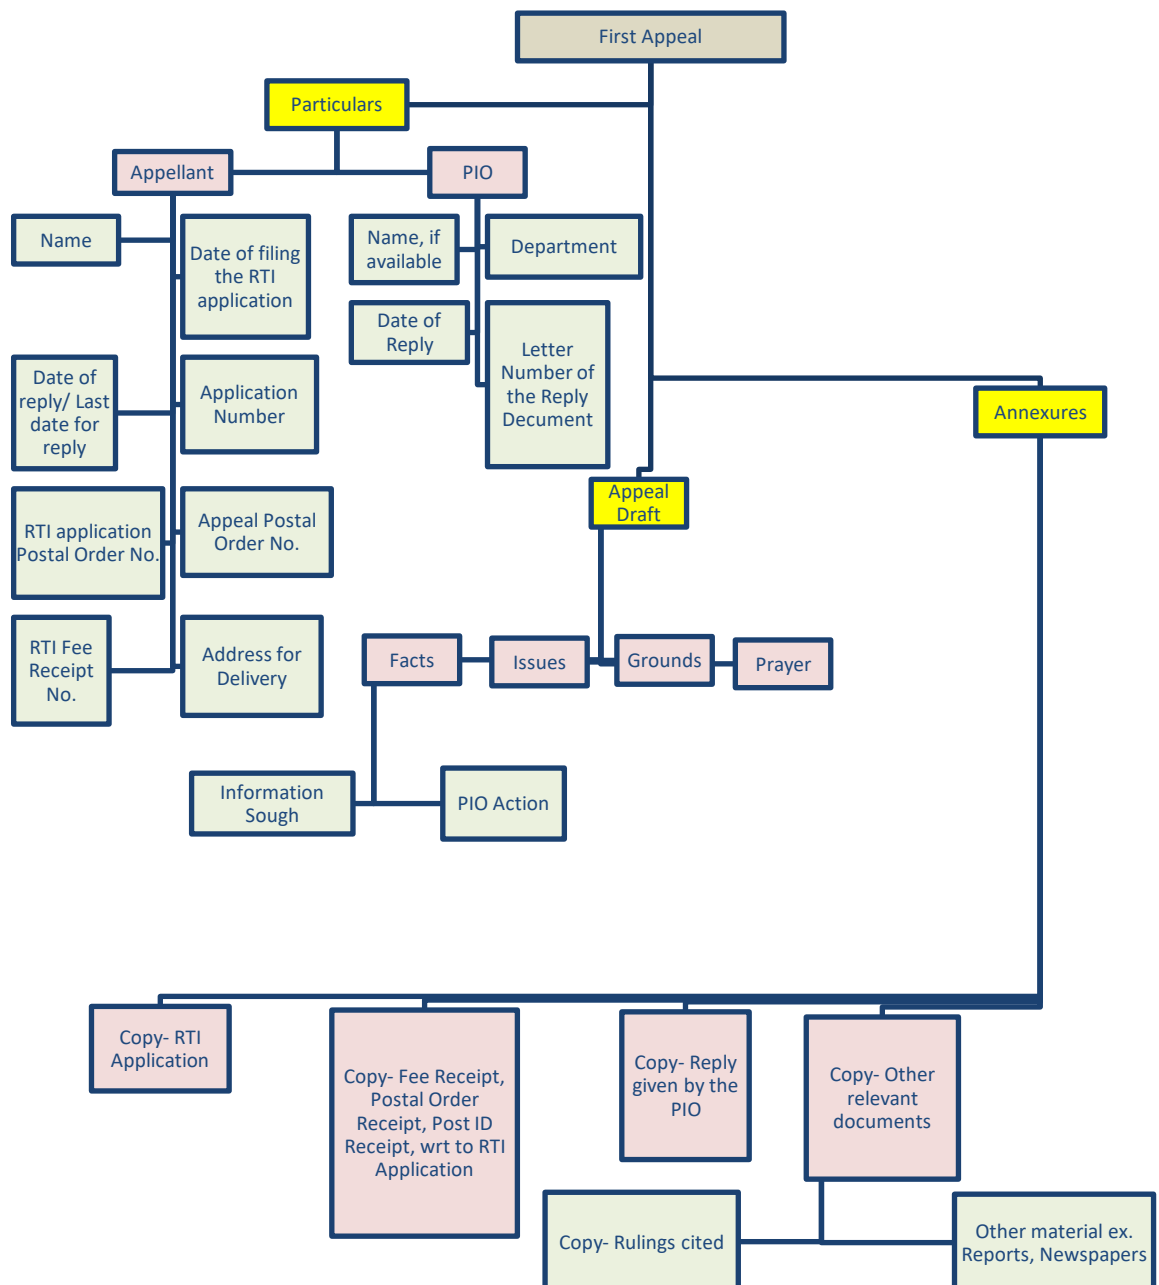 First Appeal
Particulars
Appellant
PIO
Name
Date of filing
the RTI
application
Name, if
available
Department
Date of
Reply
Letter
Number of
the Reply
Decument
Date of
reply/ Last
date for
reply
Application
Number
Annexures
RTI application
Postal Order No.
Appeal Postal
Order No.
Appeal
Draft
RTI Fee
Receipt
No.
Address for
Delivery
Facts
Issues
Grounds
Prayer
Information
Sough
PIO Action
Copy- RTI
Application
Copy- Fee Receipt,
Postal Order
Receipt, Post ID
Receipt, wrt to RTI
Application
Copy- Reply
given by the
PIO
Copy- Other
relevant
documents
Copy- Rulings cited
Other material ex.
Reports, Newspapers